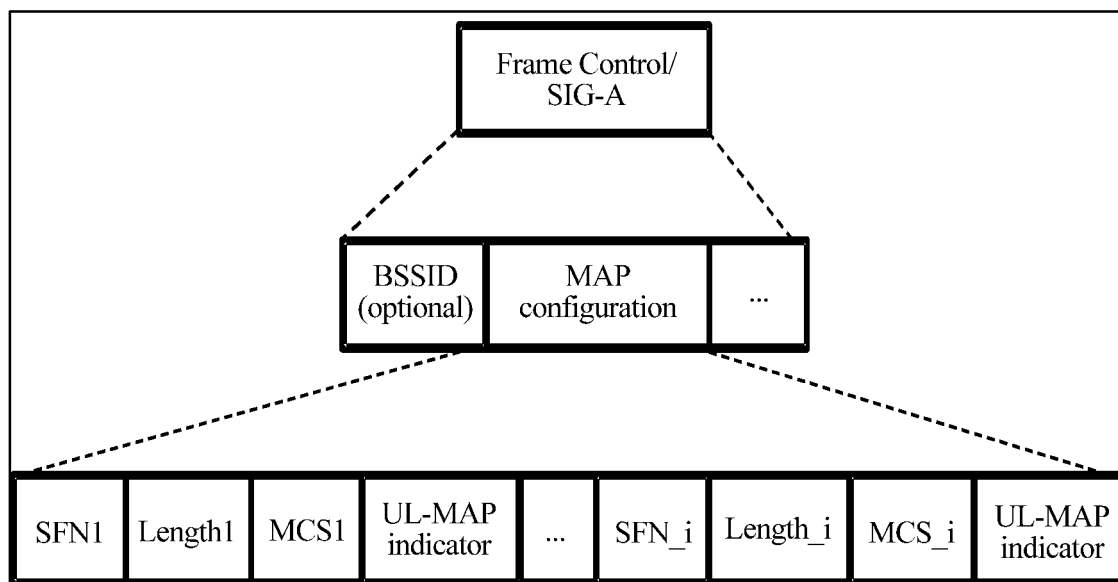 Frame Control/
SIG-A
BSSID
(optional)
MAP
configuration
...
SFN1
Length1
MCS1
UL-MAP
indicator
...
SFN_i
Length_i
MCS_i
UL-MAP
indicator